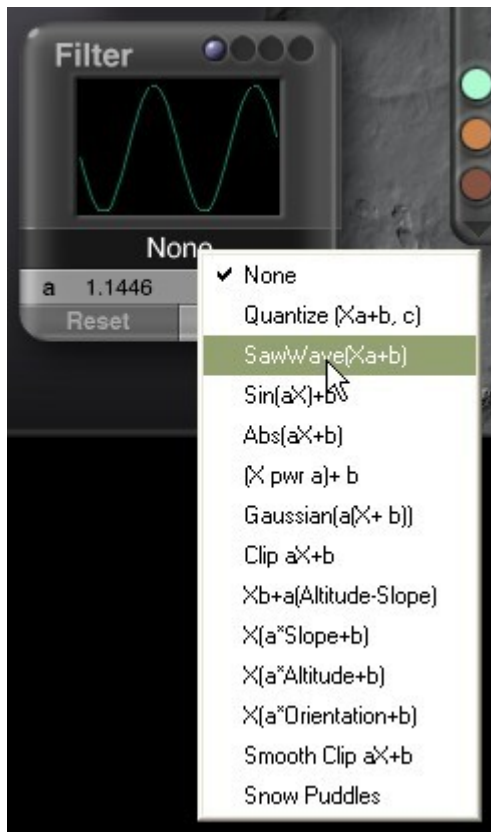 Filter
None
a 1.1446
Reset
✔ None
Quantize (Xa+b, c)
SawWave(Xa+b)
Sin(aX)+b
Abs(aX+b)
(X pwr a)+ b
Gaussian(a(X+ b))
Clip aX+b
Xb+a(Altitude-Slope)
X(a*Slope+b)
X(a*Altitude+b)
X(a*Orientation+b)
Smooth Clip aX+b
Snow Puddles